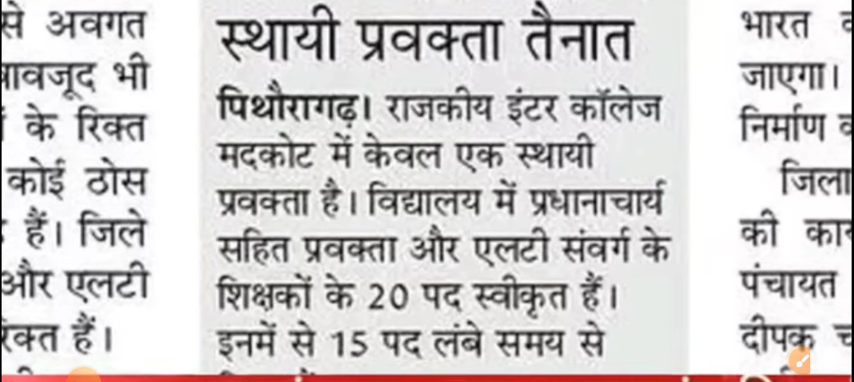 से अवगत
बावजूद भी
के रिक्त
कोई ठोस
हैं। जिले
और एलटी
रिक्त हैं।
स्थायी प्रवक्ता तैनात
पिथौरागढ़। राजकीय इंटर कॉलेज
मदकोट में केवल एक स्थायी
प्रवक्ता है। विद्यालय में प्रधानाचार्य
सहित प्रवक्ता और एलटी संवर्ग के
शिक्षकों के 20 पद स्वीकृत हैं।
इनमें से 15 पद लंबे समय से
भारत
जाएगा।
निर्माण
जिला
की
पंचायत
दीपक